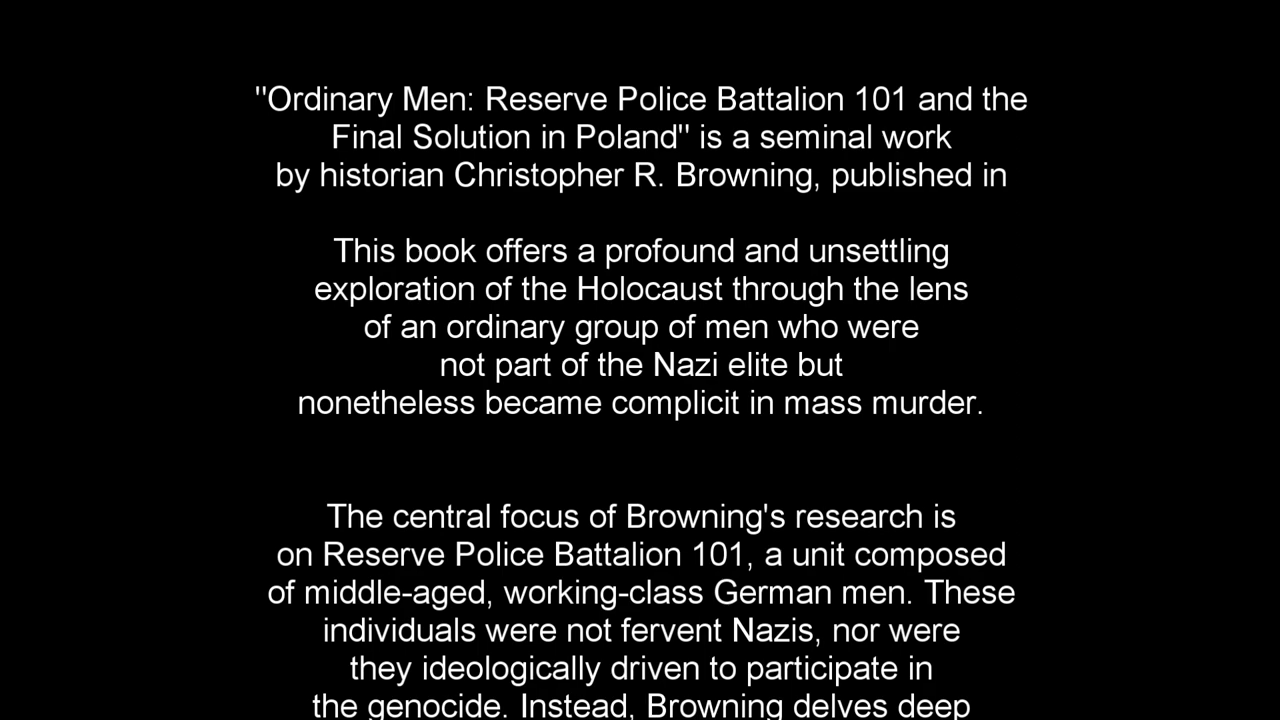 "Ordinary Men: Reserve Police Battalion 101 and the
Final Solution in Poland" is a seminal work
by historian Christopher R. Browning, published in
This book offers a profound and unsettling
exploration of the Holocaust through the lens
of an ordinary group of men who were
not part of the Nazi elite but
nonetheless became complicit in mass murder.
The central focus of Browning's research is
on Reserve Police Battalion 101, a unit composed
of middle-aged, working-class German men. These
individuals were not fervent Nazis, nor were
they ideologically driven to participate in
the genocide. Instead, Browning delves deep